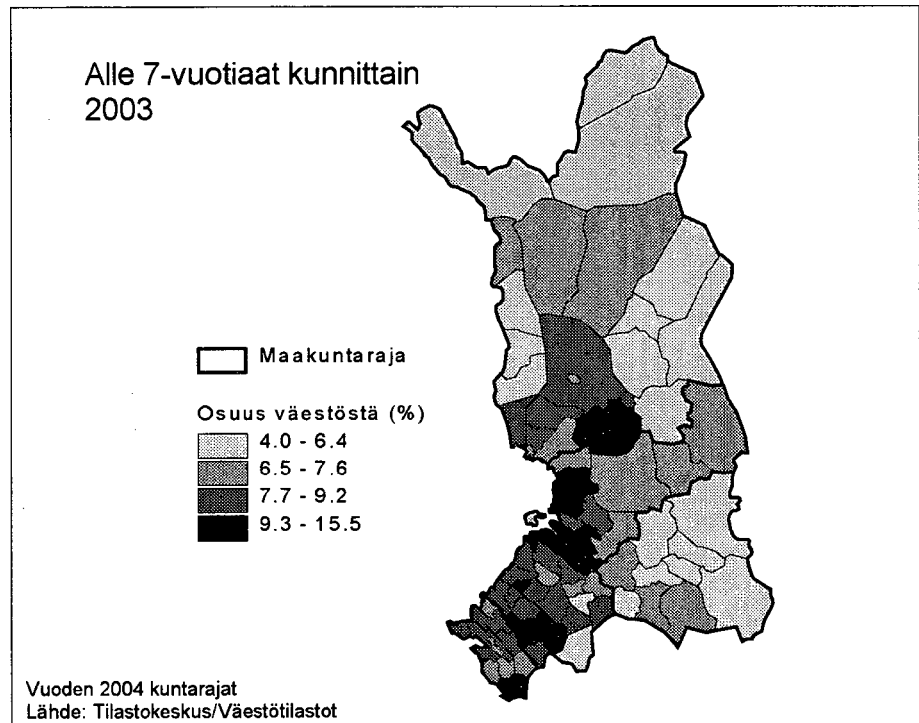 Alle 7-vuotiaat kunnittain
2003
Maakuntaraja
Osuus väestöstä (%)
4.0 - 6.4
6.5 - 7.6
7.7 - 9.2
9.3 - 15.5
Vuoden 2004 kuntarajat
Lähde: Tilastokeskus/Väestötilastot